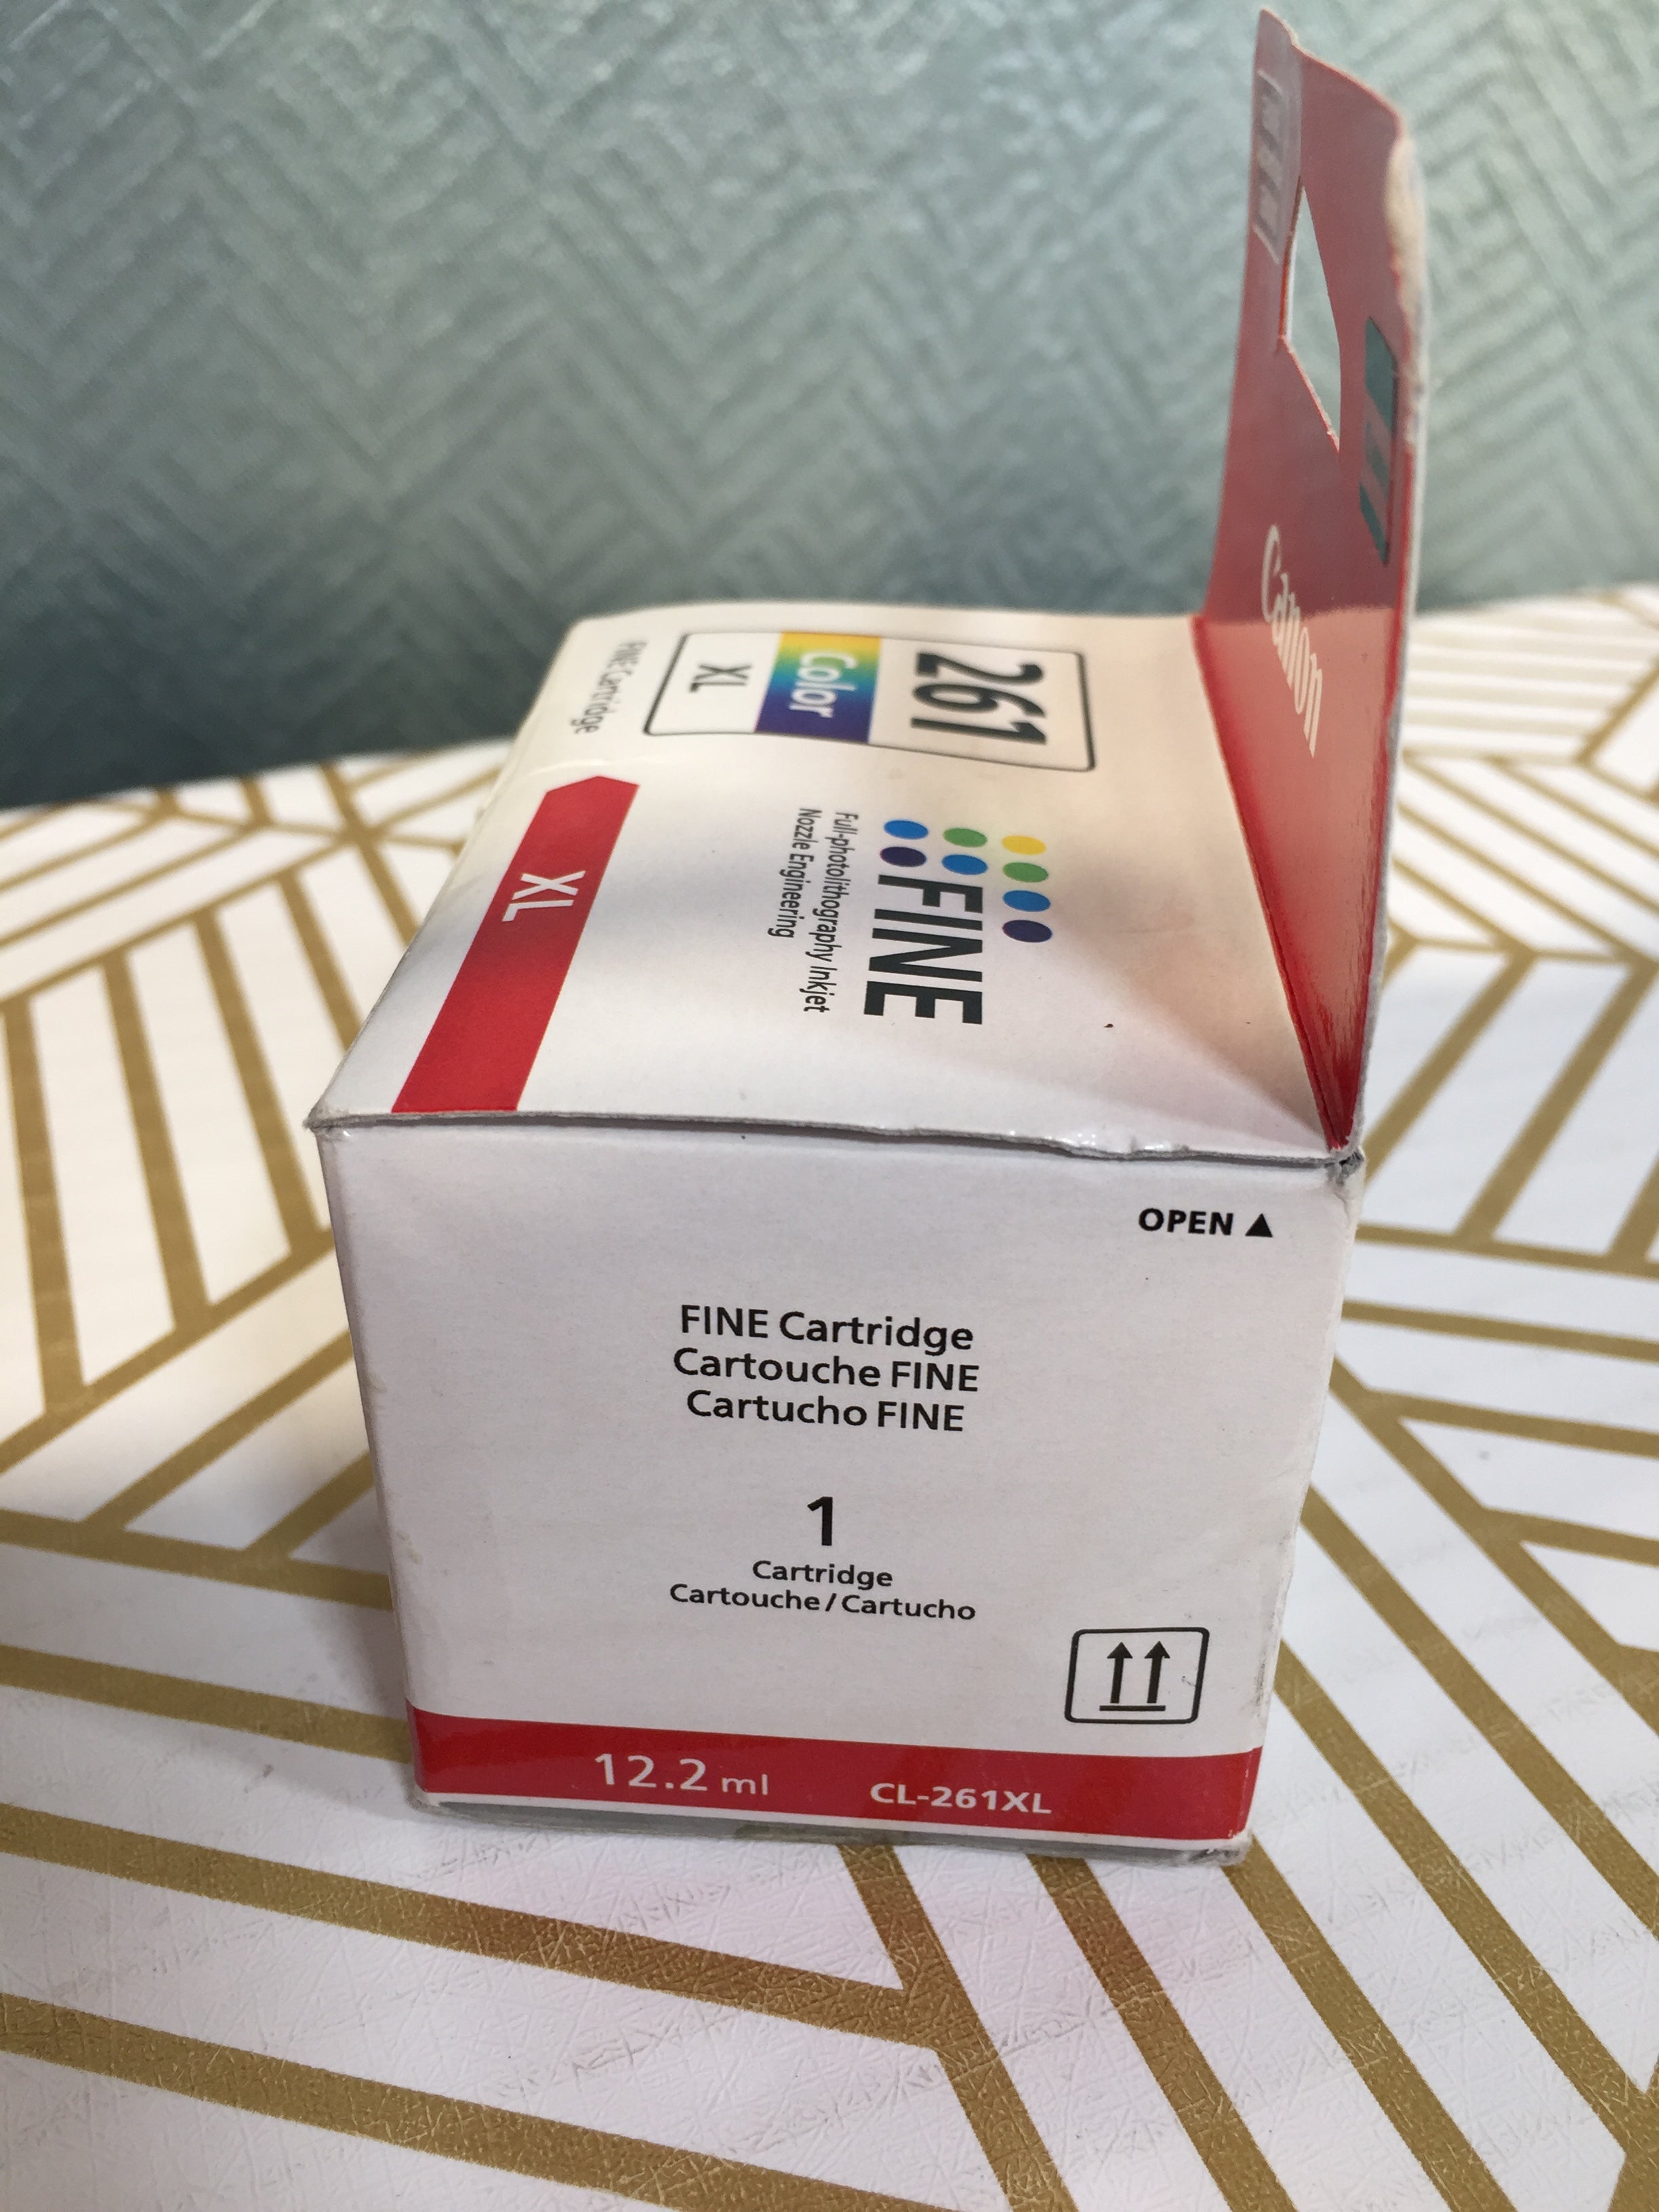 Canon
261
Color
XL
FINE Cartridge
FINE
Full-photolithography Inkjet
Nozzle Engineering
XL
OPEN ▲
FINE Cartridge
Cartouche FINE
Cartucho FINE
1
Cartridge
Cartouche/Cartucho
12.2 ml
CL-261XL